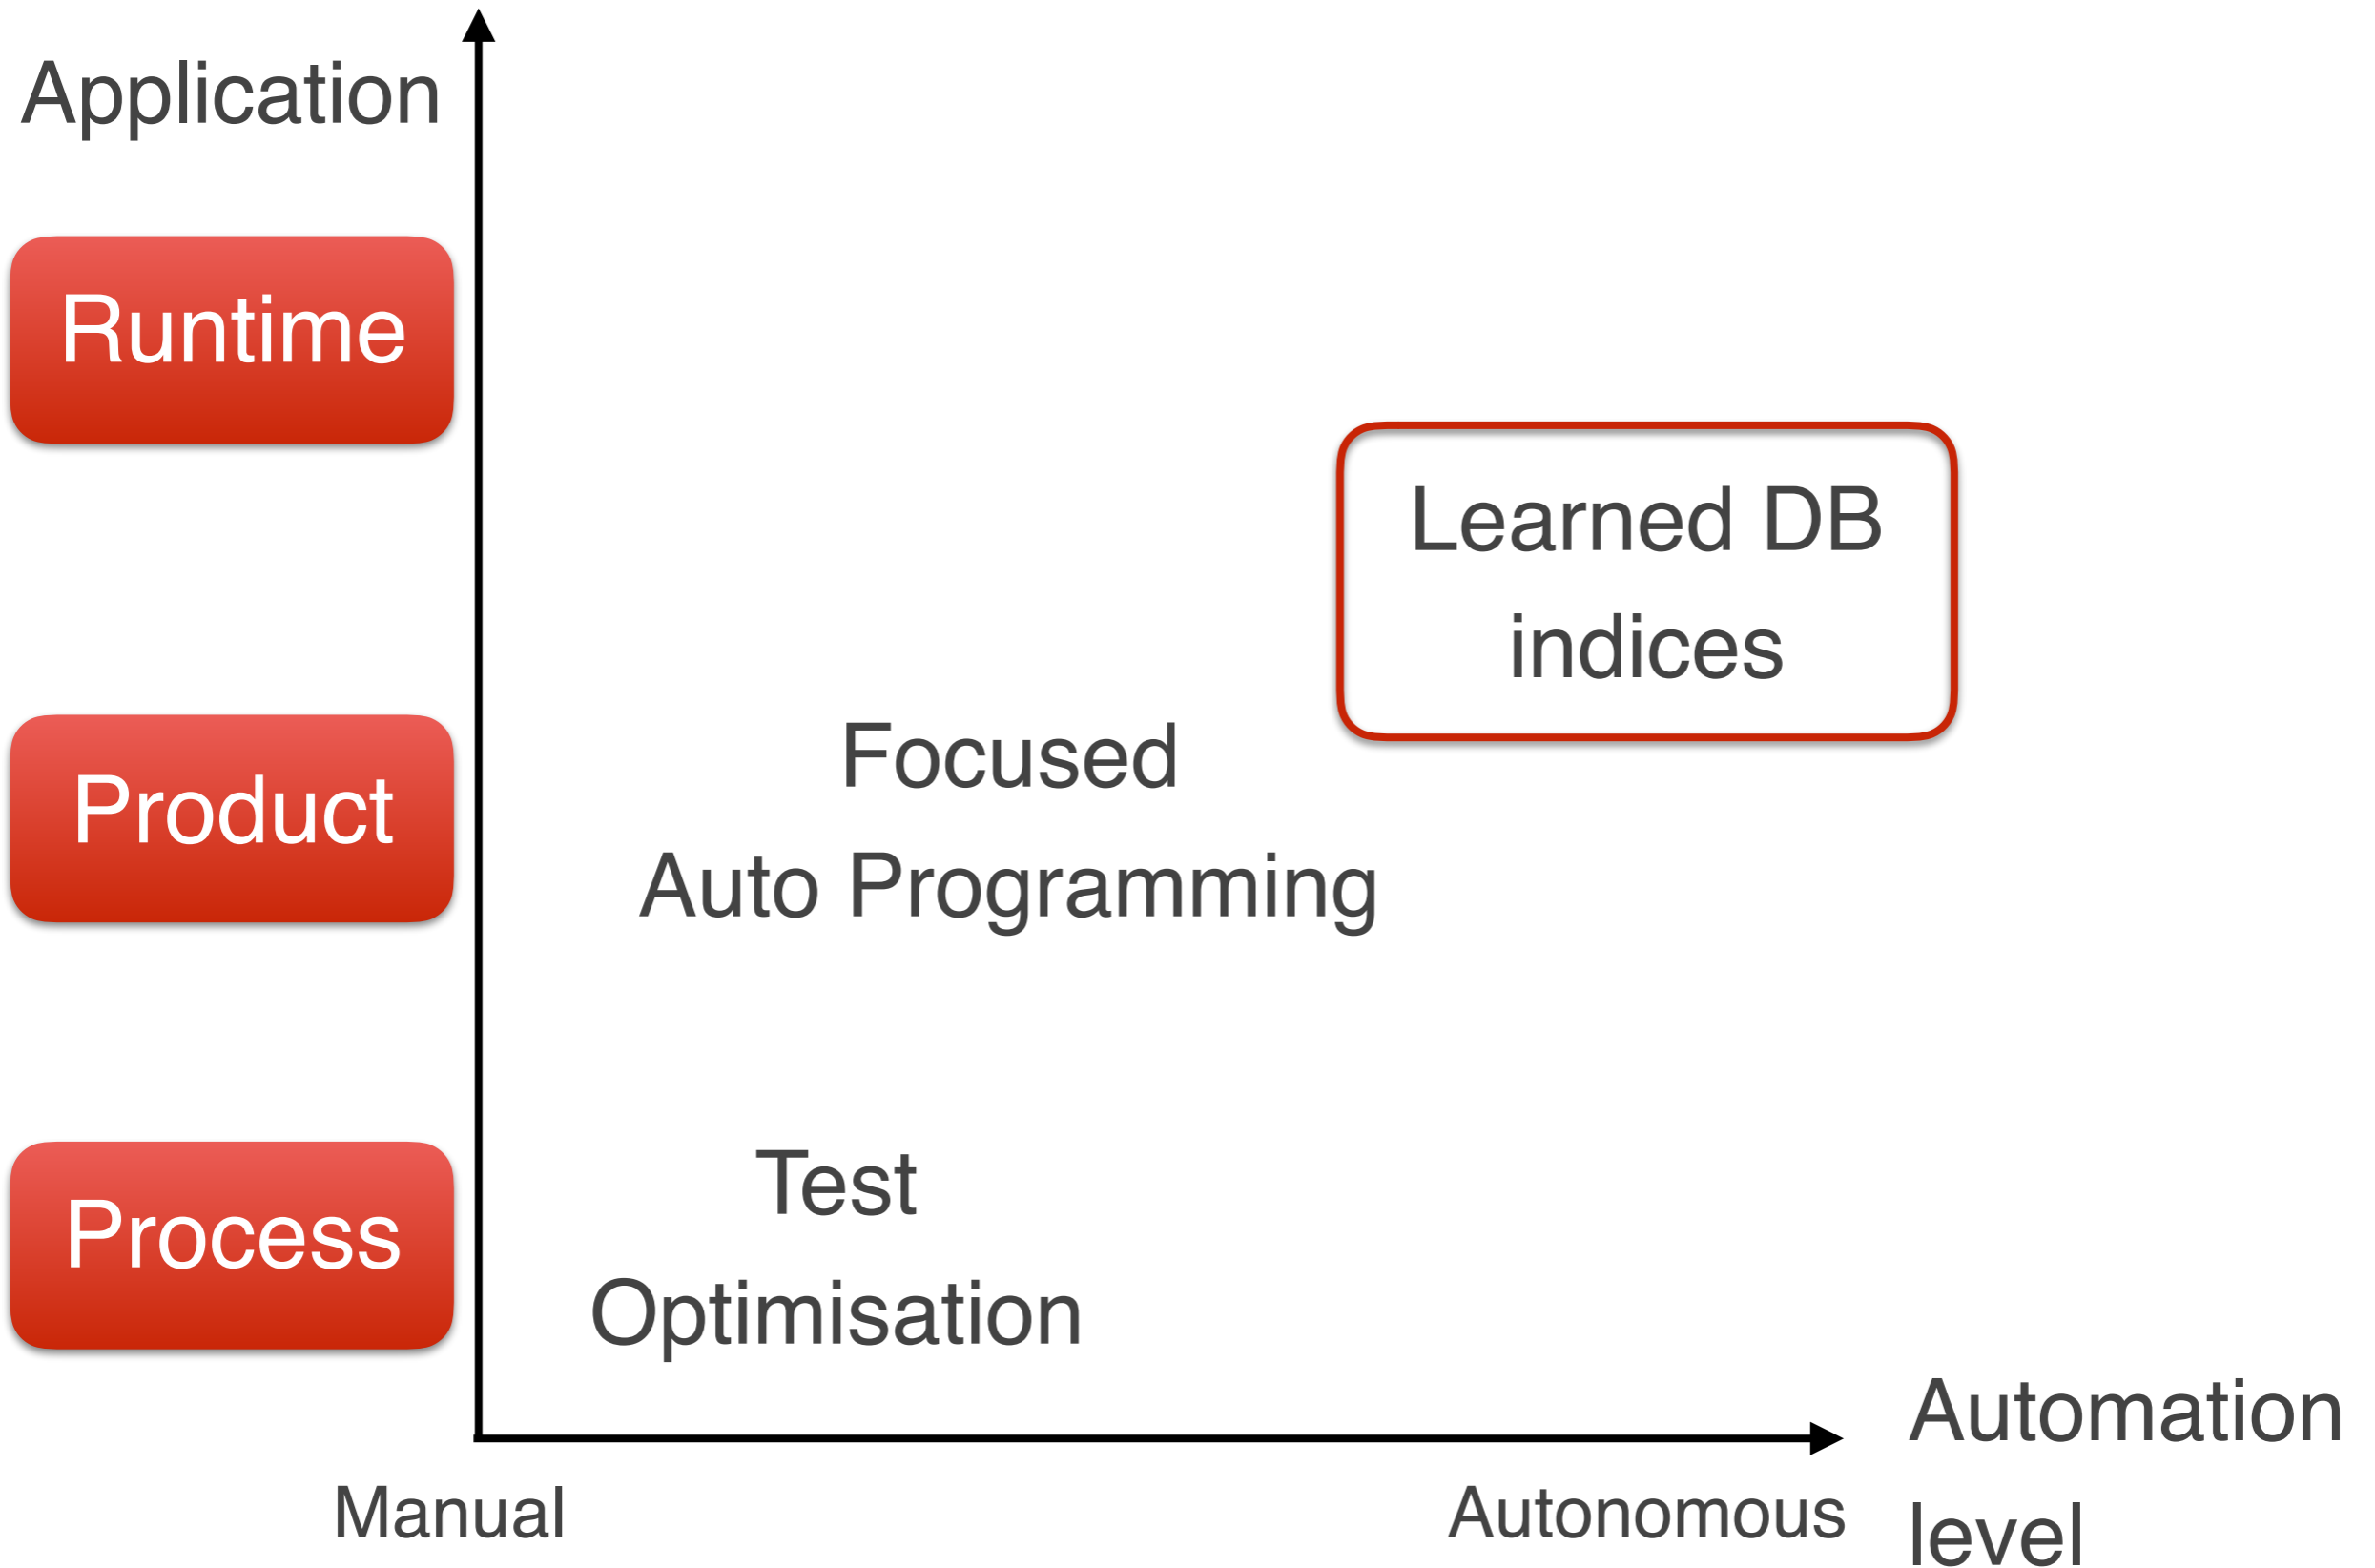 Application
Runtime
Learned DB
indices
Product
Focused
Auto Programming
Process
Test
Optimisation
Automation
level
Manual
Autonomous